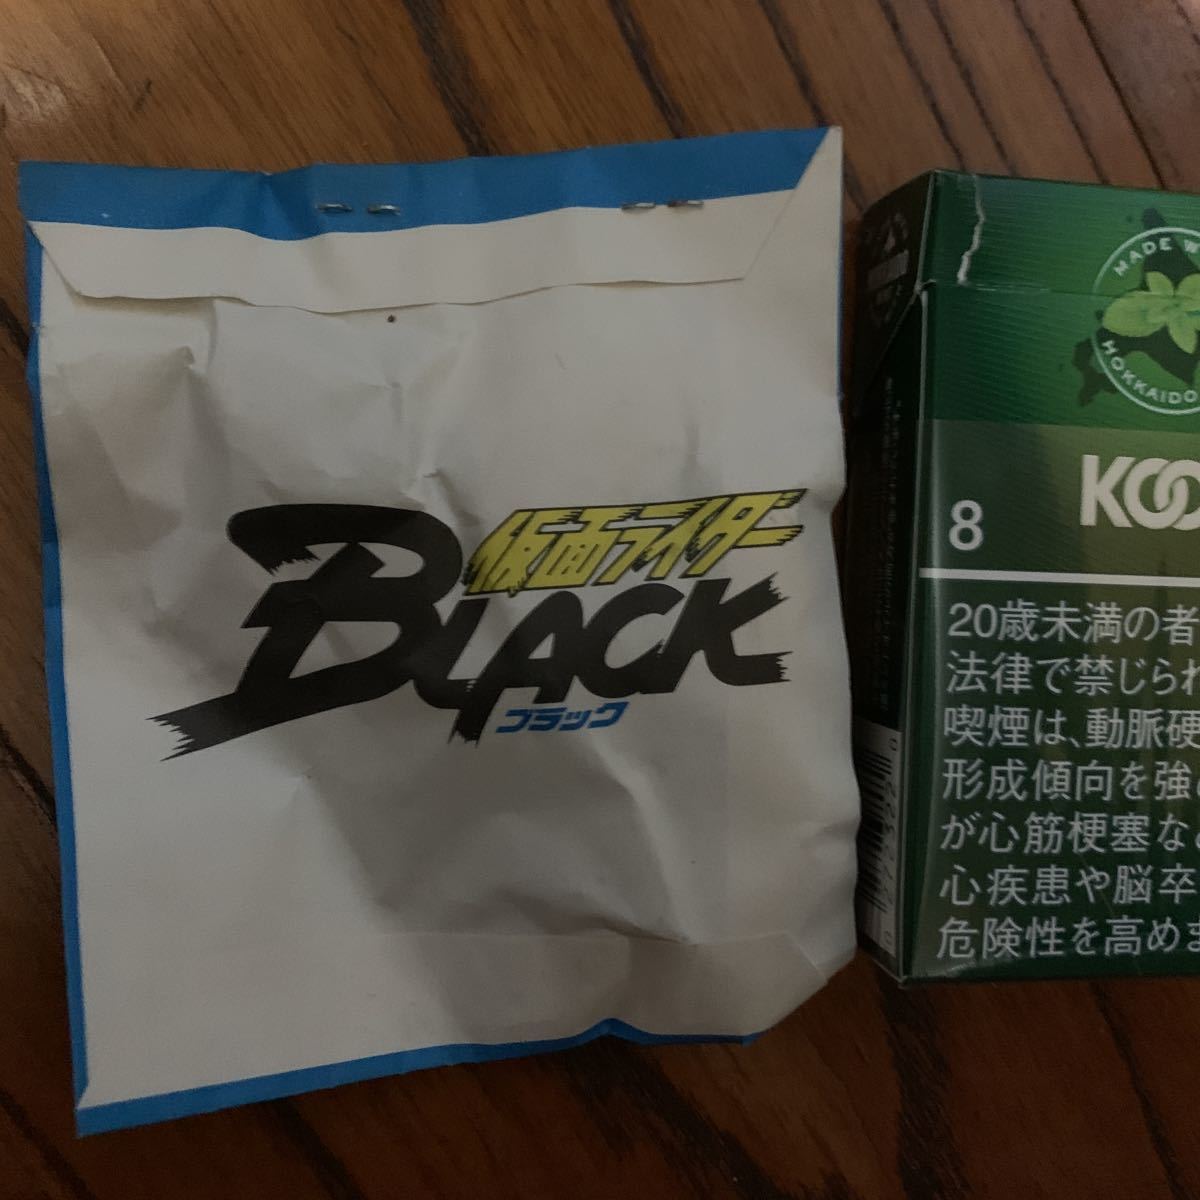 仮面ライダー
BLACK
ブラック
MADE W
HOKKAIDO
KOO
8
20歳未満の者
法律で禁じられ
喫煙は、動脈硬
形成傾向を強め
が心筋梗塞など
心疾患や脳卒
危険性を高めま